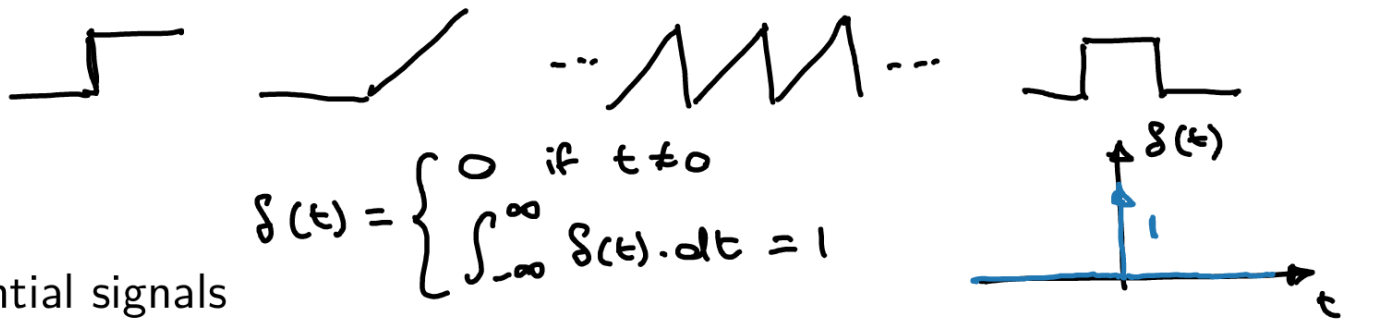 δ(t) = { 0 if t ≠ 0
∫_{-∞}^{∞} δ(t).dt = 1
δ(t)
1
t
ntial signals